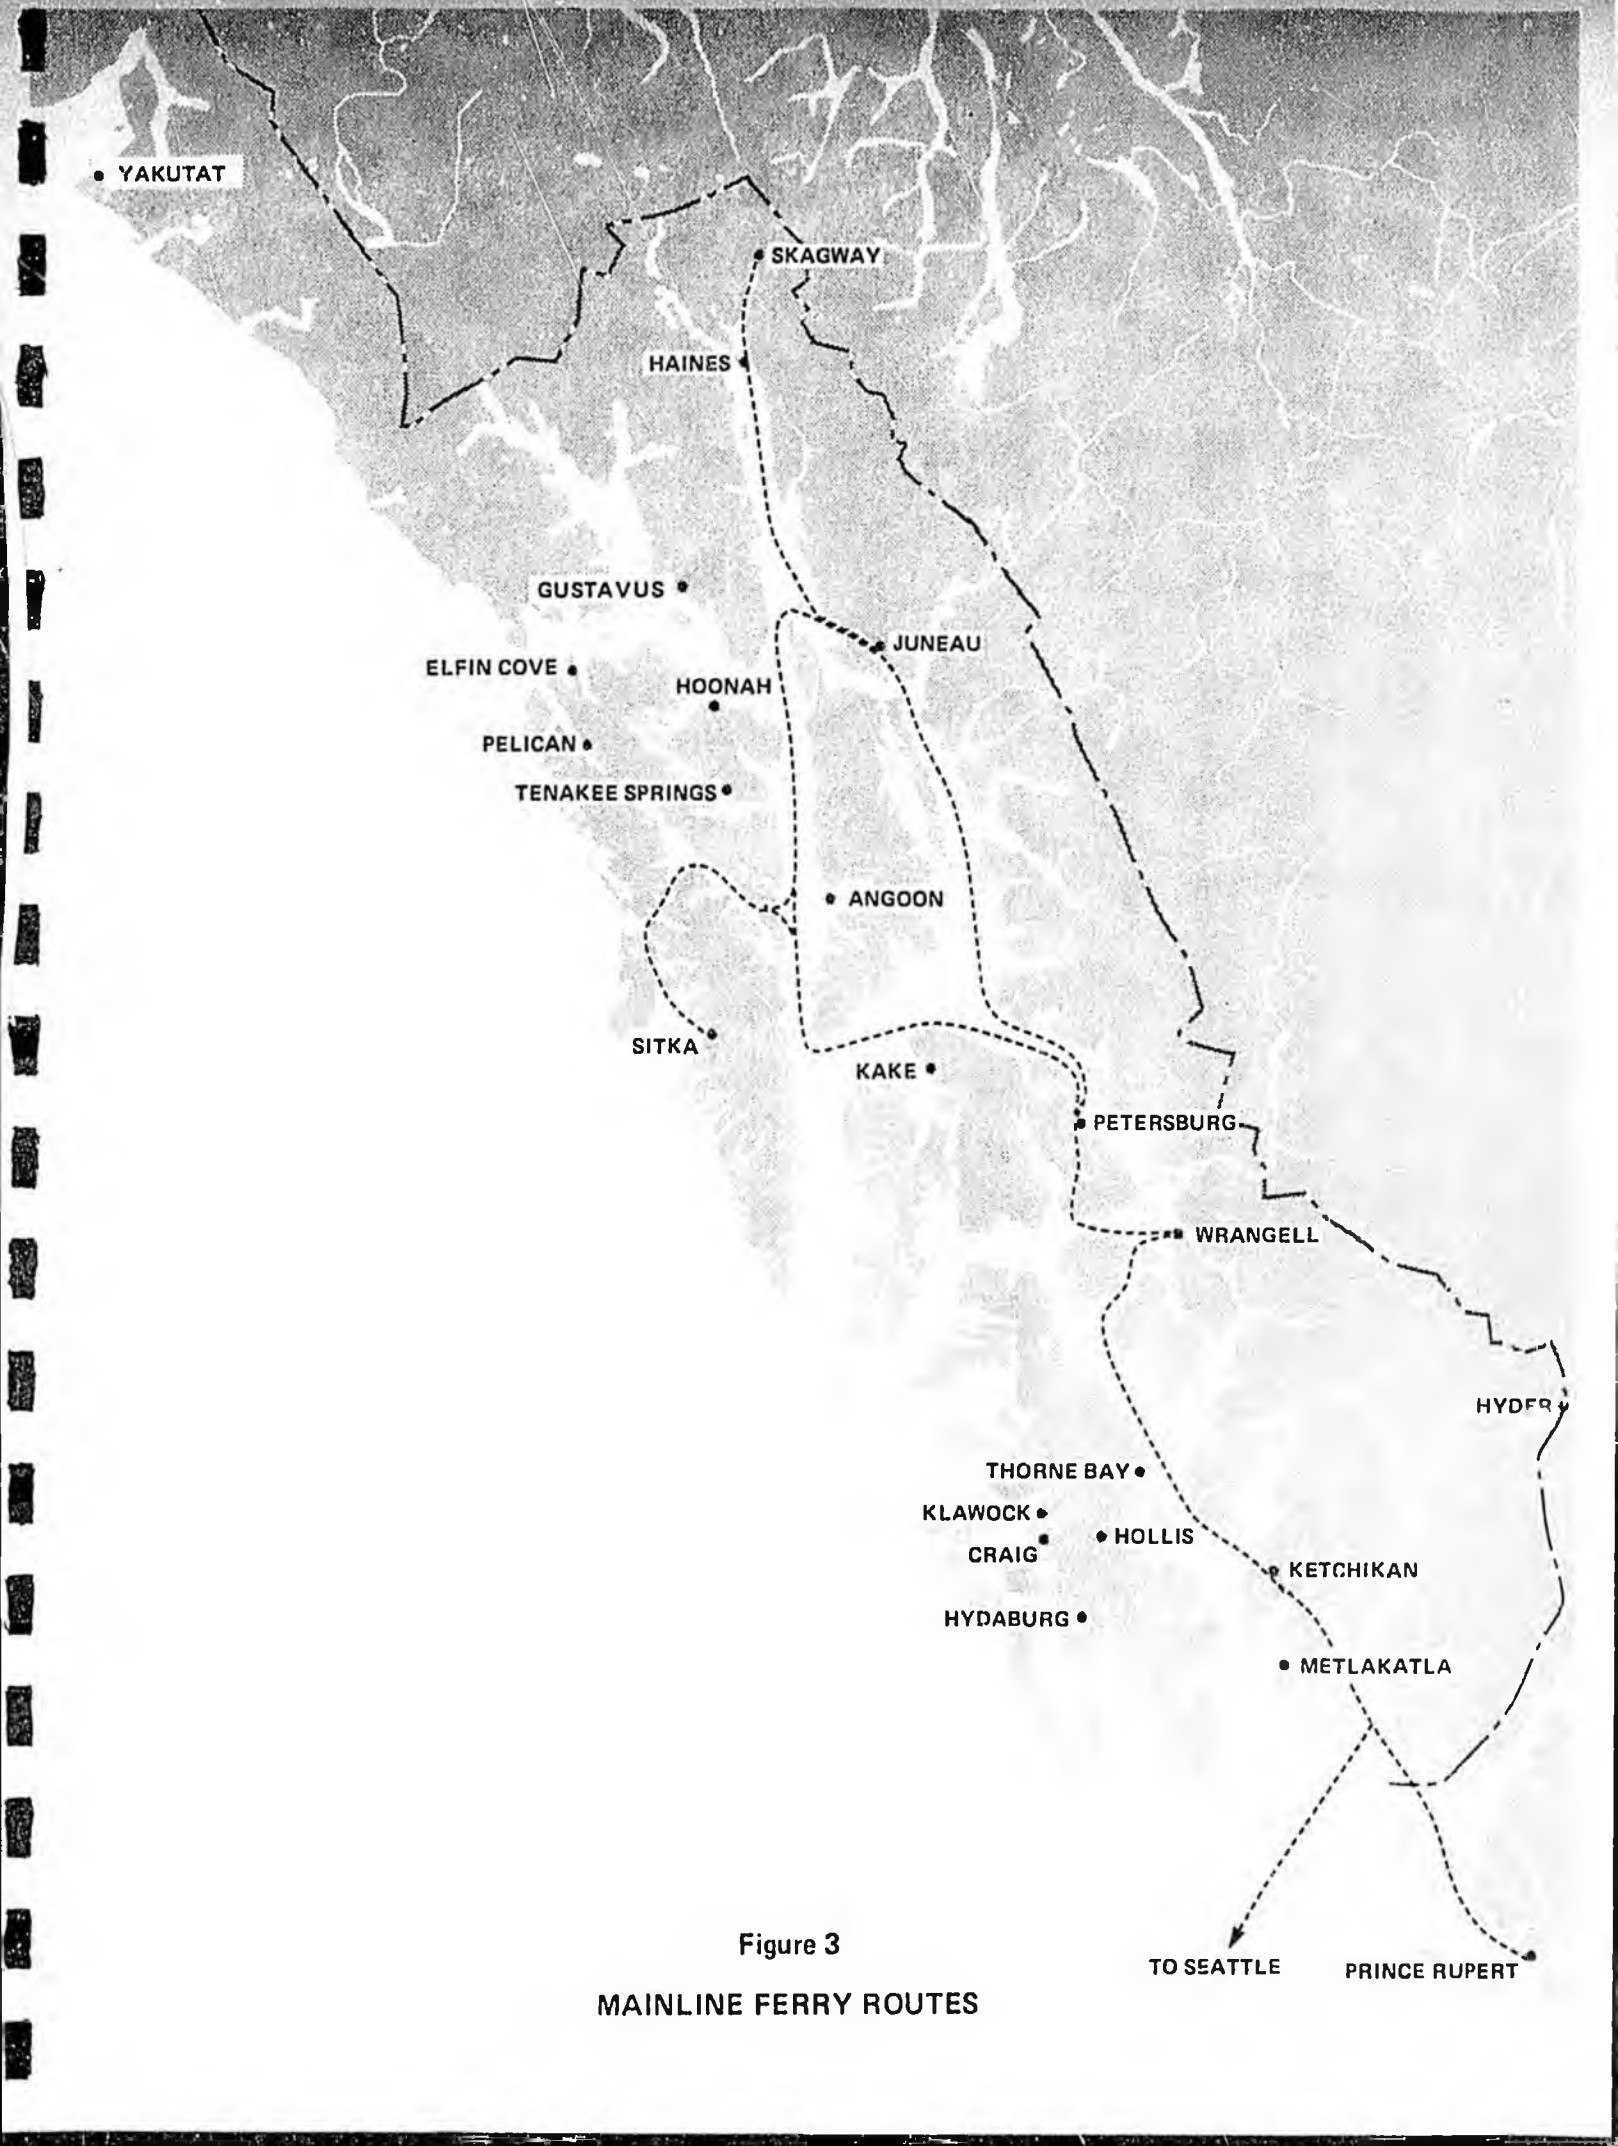 YAKUTAT
SKAGWAY
HAINES
GUSTAVUS
JUNEAU
ELFIN COVE
HOONAH
PELICAN
TENAKEE SPRINGS
ANGOON
SITKA
KAKE
PETERSBURG
WRANGELL
HYDER
THORNE BAY
KLAWOCK
HOLLIS
CRAIG
KETCHIKAN
HYDABURG
METLAKATLA
Figure 3
TO SEATTLE
PRINCE RUPERT
MAINLINE FERRY ROUTES